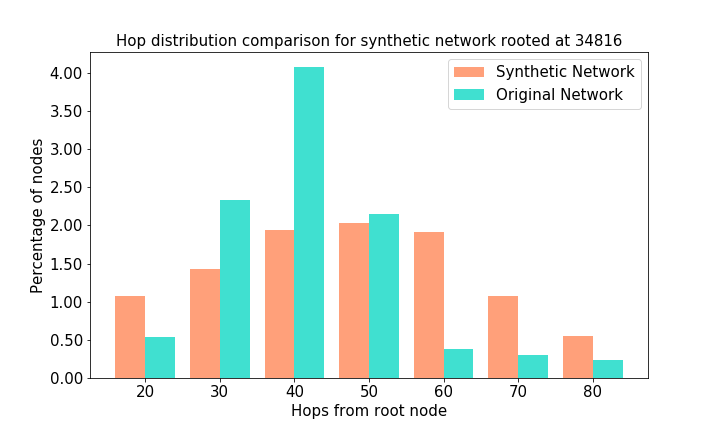 Hop distribution comparison for synthetic network rooted at 34816
Synthetic Network
Original Network
Percentage of nodes
4.00
3.50
3.00
2.50
2.00
1.50
1.00
0.50
0.00
20 30 40 50 60 70 80
Hops from root node